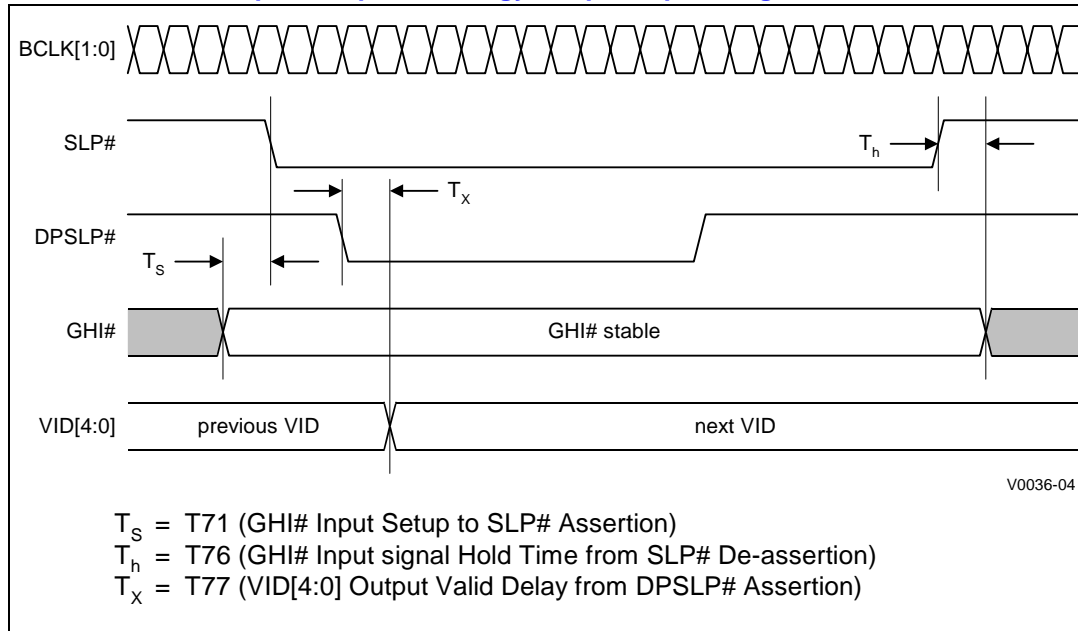 BCLK[1:0]
SLP#
T_h
T_X
DPSLP#
T_S
GHI#
GHI# stable
VID[4:0]
previous VID
next VID
V0036-04
T_S = T71 (GHI# Input Setup to SLP# Assertion)
T_h = T76 (GHI# Input signal Hold Time from SLP# De-assertion)
T_X = T77 (VID[4:0] Output Valid Delay from DPSLP# Assertion)